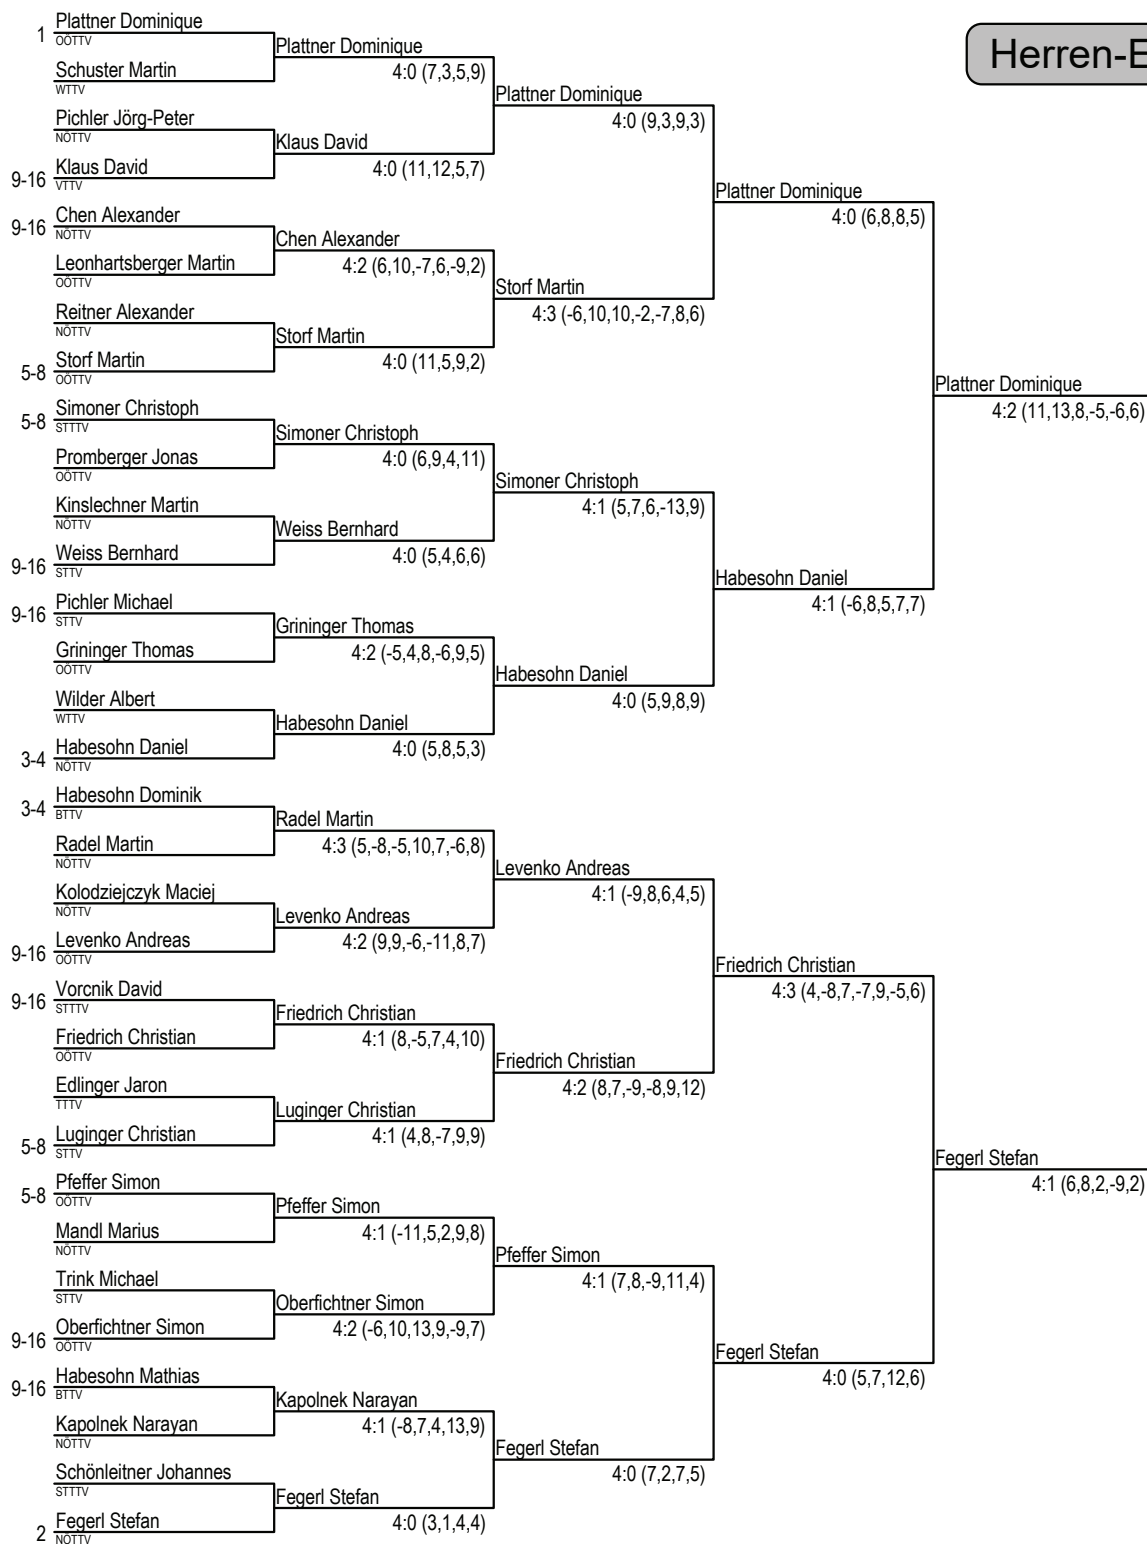 Herren-E
1
Plattner Dominique
OÖTTV
Schuster Martin
WTTV
Pichler Jörg-Peter
NÖTTV
9-16
Klaus David
VTTV
9-16
Chen Alexander
NÖTTV
Leonhartsberger Martin
OÖTTV
Reitner Alexander
NÖTTV
5-8
Storf Martin
OÖTTV
5-8
Simoner Christoph
STTTV
Promberger Jonas
OÖTTV
Kinslechner Martin
NÖTTV
9-16
Weiss Bernhard
STTV
9-16
Pichler Michael
STTV
Grininger Thomas
OÖTTV
Wilder Albert
WTTV
3-4
Habesohn Daniel
NÖTTV
3-4
Habesohn Dominik
BTTV
Radel Martin
NÖTTV
Kolodziejczyk Maciej
NÖTTV
9-16
Levenko Andreas
OÖTTV
9-16
Vorcnik David
STTTV
Friedrich Christian
OÖTTV
Edlinger Jaron
TTTV
5-8
Luginger Christian
STTV
5-8
Pfeffer Simon
OÖTTV
Mandl Marius
NÖTTV
Trink Michael
STTV
9-16
Oberfichtner Simon
OÖTTV
9-16
Habesohn Mathias
BTTV
Kapolnek Narayan
NÖTTV
Schönleitner Johannes
STTTV
2
Fegerl Stefan
NÖTTV
Plattner Dominique
4:0 (7,3,5,9)
Klaus David
4:0 (11,12,5,7)
Chen Alexander
4:2 (6,10,-7,6,-9,2)
Storf Martin
4:0 (11,5,9,2)
Simoner Christoph
4:0 (6,9,4,11)
Weiss Bernhard
4:0 (5,4,6,6)
Grininger Thomas
4:2 (-5,4,8,-6,9,5)
Habesohn Daniel
4:0 (5,8,5,3)
Radel Martin
4:3 (5,-8,-5,10,7,-6,8)
Levenko Andreas
4:2 (9,9,-6,-11,8,7)
Friedrich Christian
4:1 (8,-5,7,4,10)
Luginger Christian
4:1 (4,8,-7,9,9)
Pfeffer Simon
4:1 (-11,5,2,9,8)
Oberfichtner Simon
4:2 (-6,10,13,9,-9,7)
Kapolnek Narayan
4:1 (-8,7,4,13,9)
Fegerl Stefan
4:0 (3,1,4,4)
Plattner Dominique
4:0 (9,3,9,3)
Storf Martin
4:3 (-6,10,10,-2,-7,8,6)
Simoner Christoph
4:1 (5,7,6,-13,9)
Habesohn Daniel
4:0 (5,9,8,9)
Levenko Andreas
4:1 (-9,8,6,4,5)
Friedrich Christian
4:2 (8,7,-9,-8,9,12)
Pfeffer Simon
4:1 (7,8,-9,11,4)
Fegerl Stefan
4:0 (7,2,7,5)
Plattner Dominique
4:0 (6,8,8,5)
Habesohn Daniel
4:1 (-6,8,5,7,7)
Friedrich Christian
4:3 (4,-8,7,-7,9,-5,6)
Fegerl Stefan
4:0 (5,7,12,6)
Plattner Dominique
4:2 (11,13,8,-5,-6,6)
Fegerl Stefan
4:1 (6,8,2,-9,2)